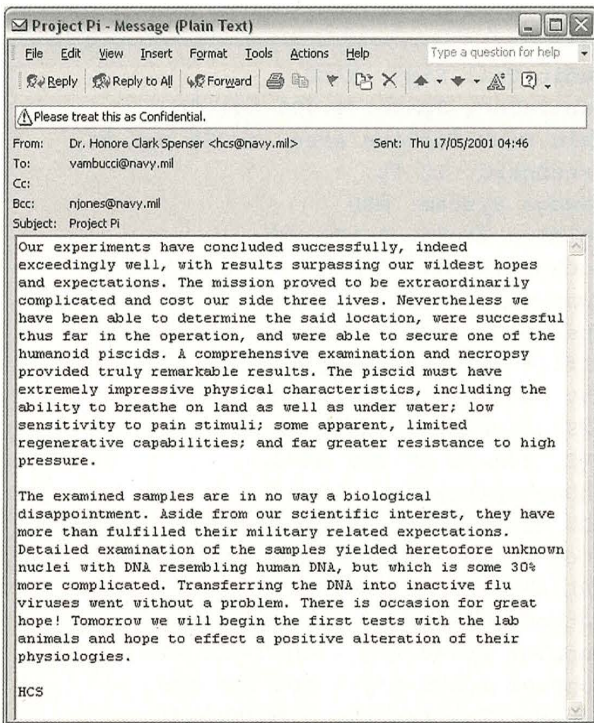 Project Pi - Message (Plain Text)
File Edit View Insert Format Tools Actions Help Type a question for help
Reply Reply to All Forward
Please treat this as Confidential.
From: Dr. Honore Clark Spenser <hcs@navy.mil> Sent: Thu 17/05/2001 04:46
To: vambucci@navy.mil
Cc:
Bcc: njones@navy.mil
Subject: Project Pi
Our experiments have concluded successfully, indeed
exceedingly well, with results surpassing our wildest hopes
and expectations. The mission proved to be extraordinarily
complicated and cost our side three lives. Nevertheless we
have been able to determine the said location, were successful
thus far in the operation, and were able to secure one of the
humanoid piscids. A comprehensive examination and necropsy
provided truly remarkable results. The piscid must have
extremely impressive physical characteristics, including the
ability to breathe on land as well as under water; low
sensitivity to pain stimuli; some apparent, limited
regenerative capabilities; and far greater resistance to high
pressure.
The examined samples are in no way a biological
disappointment. Aside from our scientific interest, they have
more than fulfilled their military related expectations.
Detailed examination of the samples yielded heretofore unknown
nuclei with DNA resembling human DNA, but which is some 30%
more complicated. Transferring the DNA into inactive flu
viruses went without a problem. There is occasion for great
hope! Tomorrow we will begin the first tests with the lab
animals and hope to effect a positive alteration of their
physiologies.
HCS